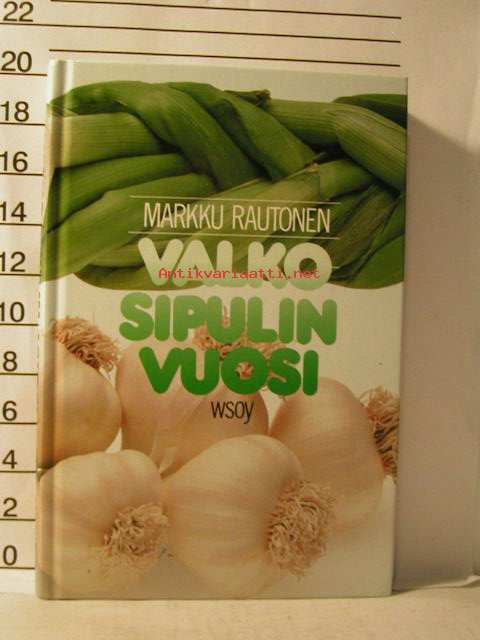 22
20
18
16
14
12
10
8
6
4
2
0
MARKKU RAUTONEN
VALKO
Antikvariaatti.net
SIPULIN
VUOSI
wsoy